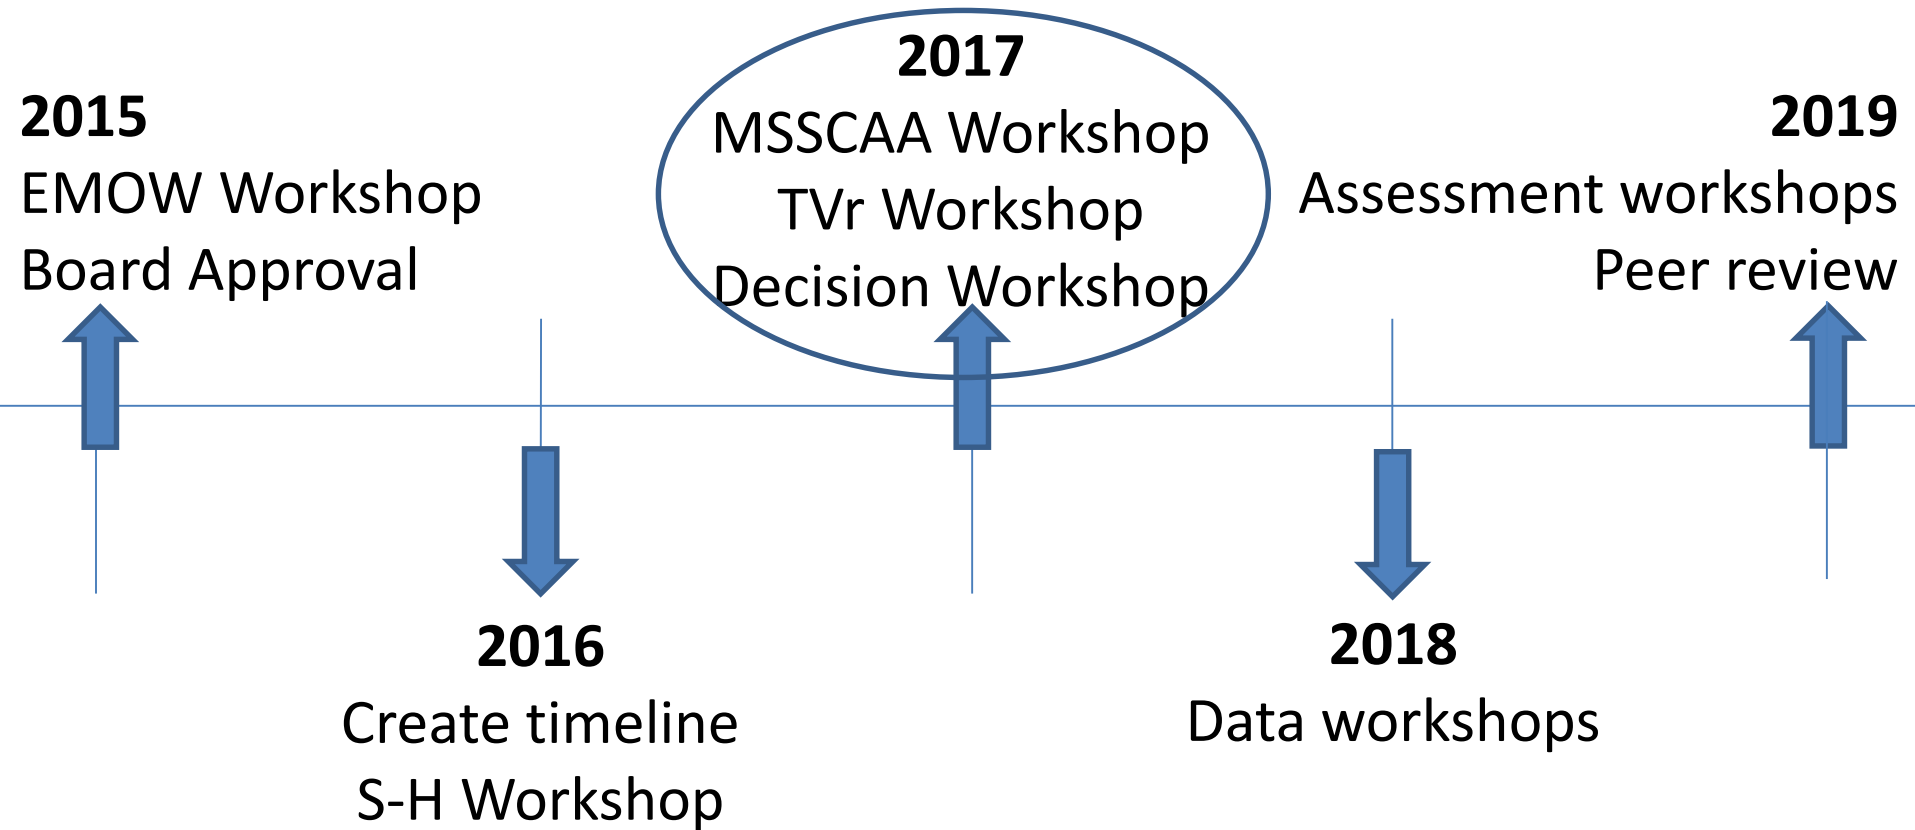 2015
EMOW Workshop
Board Approval
2016
Create timeline
S-H Workshop
2017
MSSCAA Workshop
TVr Workshop
Decision Workshop
2018
Data workshops
2019
Assessment workshops
Peer review